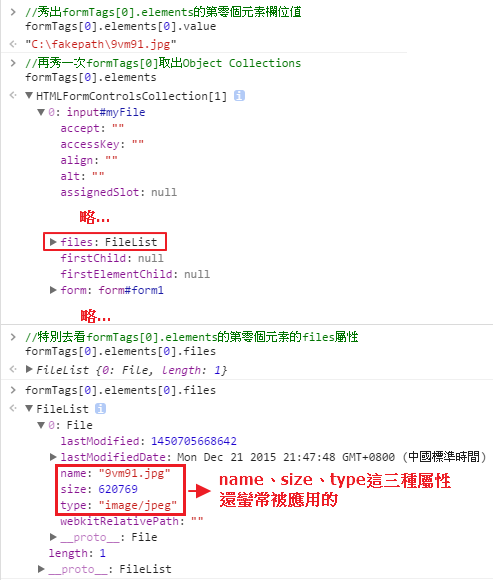 > //秀出formTags[0].elements的第零個元素欄位值
formTags[0].elements[0].value
"C:\fakepath\9vm91.jpg"
> //再秀一次formTags[0]取出Object Collections
formTags[0].elements
▼HTMLFormControlsCollection[1] i
▼0: input#myFile
accept: ""
accessKey: ""
align: ""
alt: ""
assignedSlot: null
略...
▶files: FileList
firstChild: null
firstElementChild: null
▶form: form#form1
略...
> //特別去看formTags[0].elements的第零個元素的files屬性
formTags[0].elements[0].files
▶FileList {0: File, length: 1}
> formTags[0].elements[0].files
▼FileList i
▼0: File
lastModified: 1450705668642
▶lastModifiedDate: Mon Dec 21 2015 21:47:48 GMT+0800 (中國標準時間)
name: "9vm91.jpg"
size: 620769
type: "image/jpeg"
name、size、type這三種屬性
還蠻常被應用的
webkitRelativePath: ""
▶__proto__: File
length: 1
▶__proto__: FileList